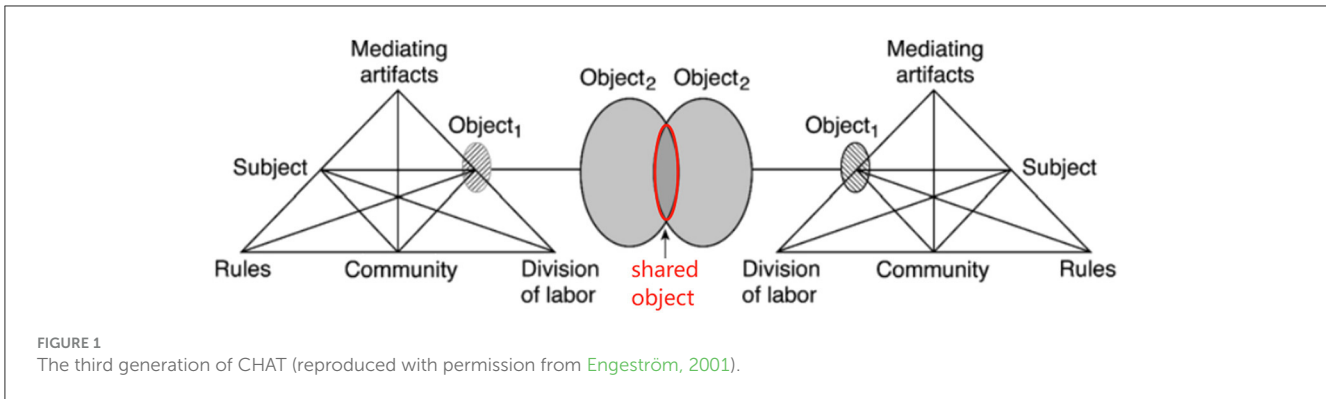 Mediating
artifacts
Object₁
Subject
Rules
Community
Division
of labor
Object₂ Object₂
shared
object
Mediating
artifacts
Object₁
Subject
Division
of labor
Community
Rules
FIGURE 1
The third generation of CHAT (reproduced with permission from Engeström, 2001).